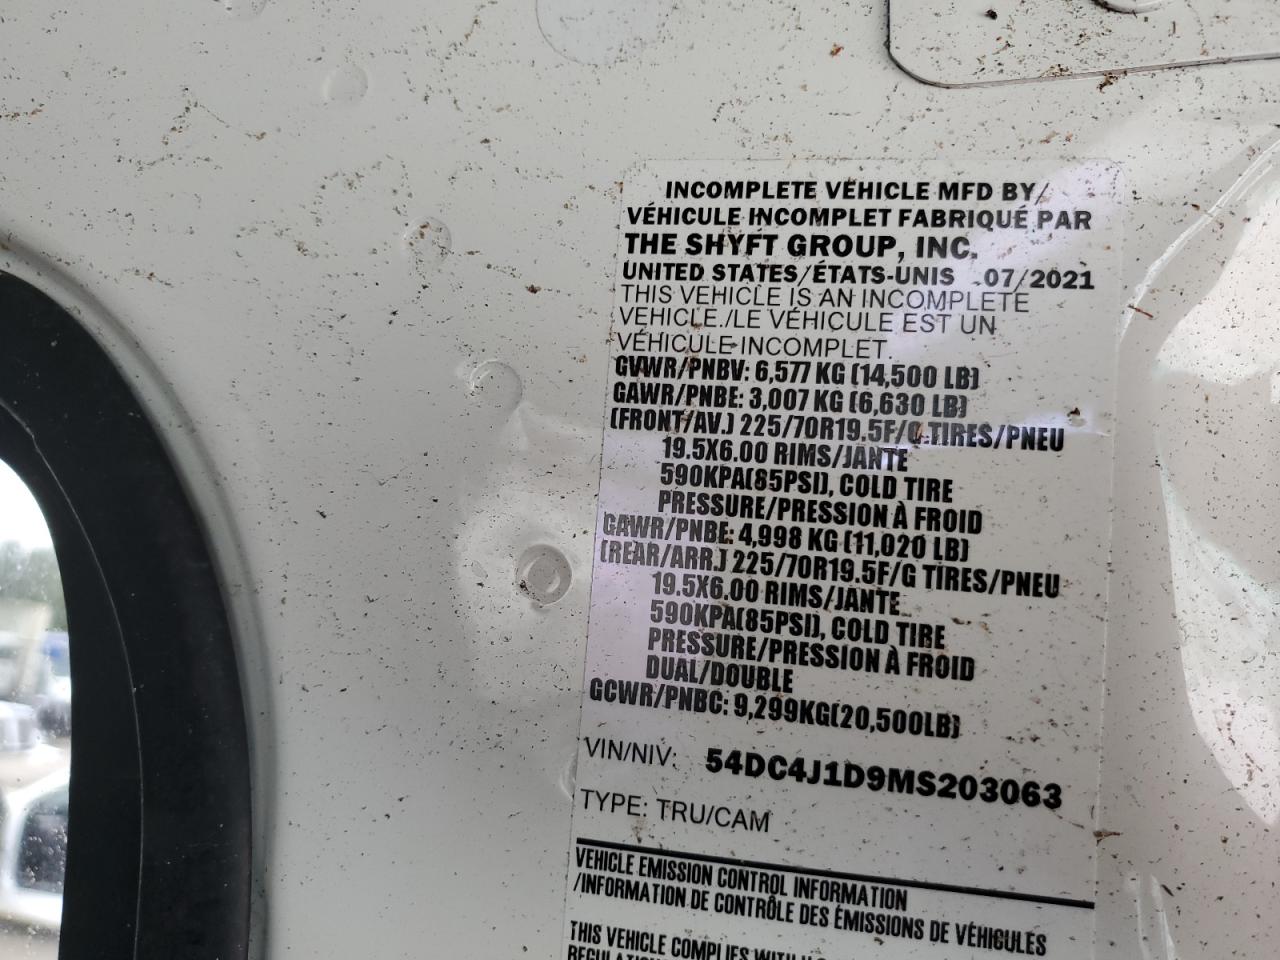 INCOMPLETE VEHICLE MFD BY/
VÉHICULE INCOMPLET FABRIQUÉ PAR
THE SHYFT GROUP, INC.
UNITED STATES/ÉTATS-UNIS 07/2021
THIS VEHICLE IS AN INCOMPLETE
VEHICLE./LE VÉHICULE EST UN
VÉHICULE INCOMPLET.
GVWR/PNBV: 6,577 KG (14,500 LB)
GAWR/PNBE: 3,007 KG (6,630 LB)
(FRONT/AV.) 225/70R19.5F/G TIRES/PNEU
19.5X6.00 RIMS/JANTE
590KPA(85PSI), COLD TIRE
PRESSURE/PRESSION À FROID
GAWR/PNBE: 4,998 KG (11,020 LB)
(REAR/ARR.) 225/70R19.5F/G TIRES/PNEU
19.5X6.00 RIMS/JANTE
590KPA(85PSI), COLD TIRE
PRESSURE/PRESSION À FROID
DUAL/DOUBLE
GCWR/PNBC: 9,299KG(20,500LB)
VIN/NIV: 54DC4J1D9MS203063
TYPE: TRU/CAM
VEHICLE EMISSION CONTROL INFORMATION
/INFORMATION DE CONTRÔLE DES ÉMISSIONS DE VÉHICULES
THIS VEHICLE COMPLIES WITH